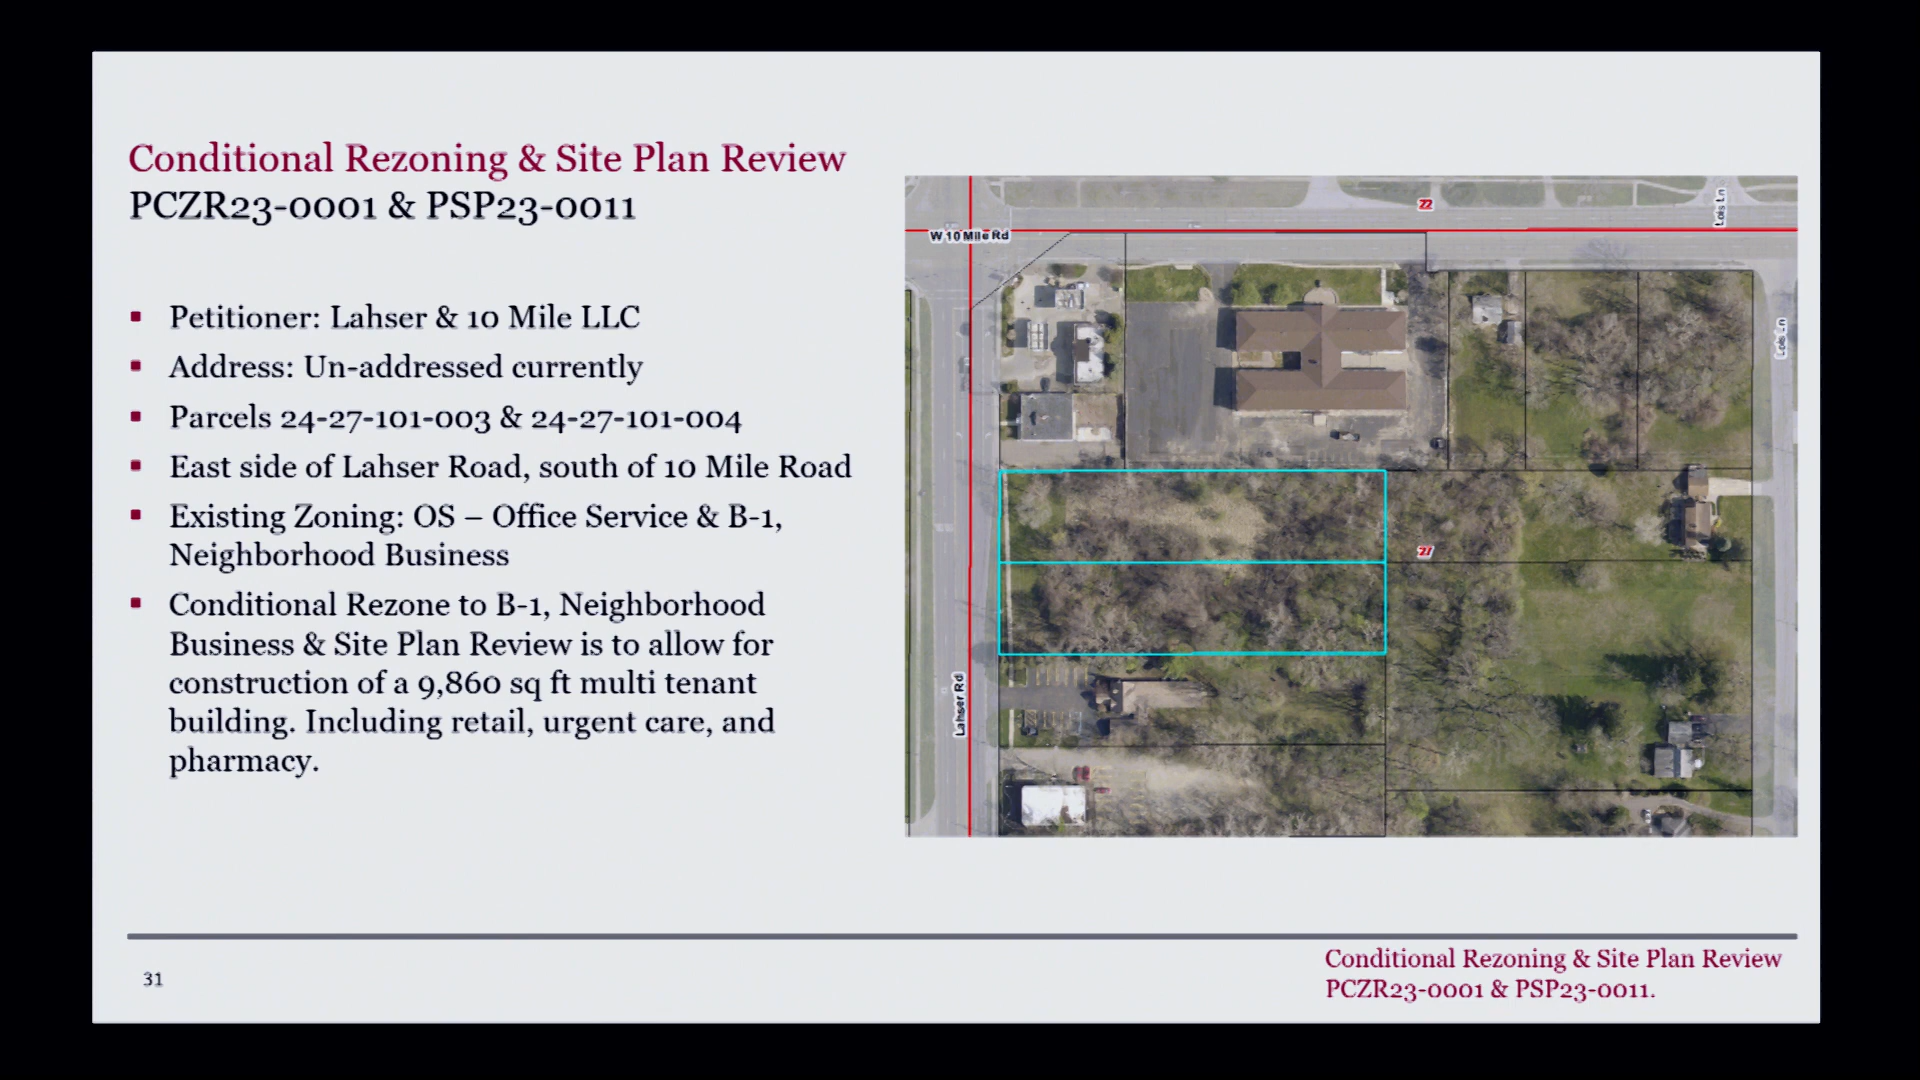 Conditional Rezoning & Site Plan Review
PCZR23-0001 & PSP23-0011
Petitioner: Lahser & 10 Mile LLC
Address: Un-addressed currently
Parcels 24-27-101-003 & 24-27-101-004
East side of Lahser Road, south of 10 Mile Road
Existing Zoning: OS – Office Service & B-1,
Neighborhood Business
Conditional Rezone to B-1, Neighborhood
Business & Site Plan Review is to allow for
construction of a 9,860 sq ft multi tenant
building. Including retail, urgent care, and
pharmacy.
22
Lois Ln
W 10 Mile Rd
Lois Ln
27
Lahser Rd
31
Conditional Rezoning & Site Plan Review
PCZR23-0001 & PSP23-0011.